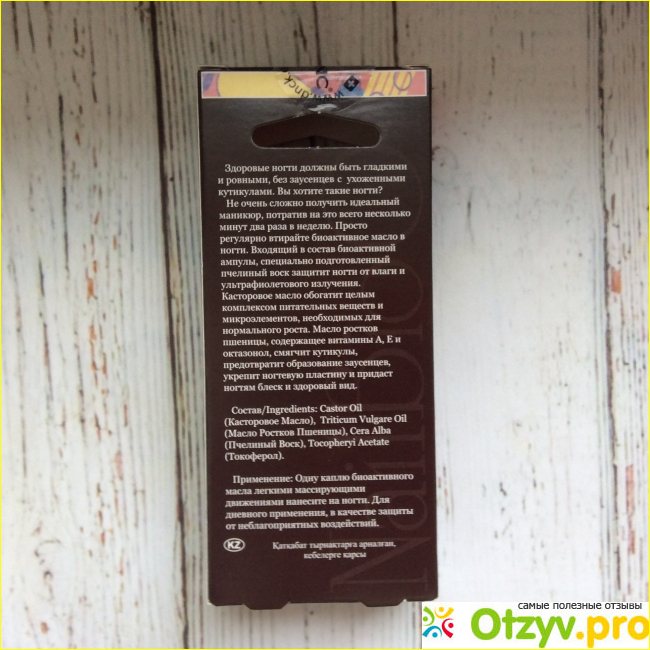 Здоровые ногти должны быть гладкими
и ровными, без заусенцев с ухоженными
кутикулами. Вы хотите такие ногти?
Не очень сложно получить идеальный
маникюр, потратив на это всего несколько
минут два раза в неделю. Просто
регулярно втирайте биоактивное масло в
ногти. Входящий в состав биоактивной
ампулы, специально подготовленный
пчелиный воск защитит ногти от влаги и
ультрафиолетового излучения.
Касторовое масло обогатит целым
комплексом питательных веществ и
микроэлементов, необходимых для
нормального роста. Масло ростков
пшеницы, содержащее витамины А, Е и
октазонол, смягчит кутикулы,
предотвратит образование заусенцев,
укрепит ногтевую пластину и придаст
ногтям блеск и здоровый вид.
Состав/Ingredients: Castor Oil
(Касторовое Масло), Triticum Vulgare Oil
(Масло Ростков Пшеницы), Cera Alba
(Пчелиный Воск), Tocopheryi Acetate
(Токоферол).
Применение: Одну каплю биоактивного
масла легкими массирующими
движениями нанесите на ногти. Для
дневного применения, в качестве защиты
от неблагоприятных воздействий.
KZ Қатқабат тырнақтарға арналған,
кебелерге карсы
самые полезные отзывы
Otzyv.pro